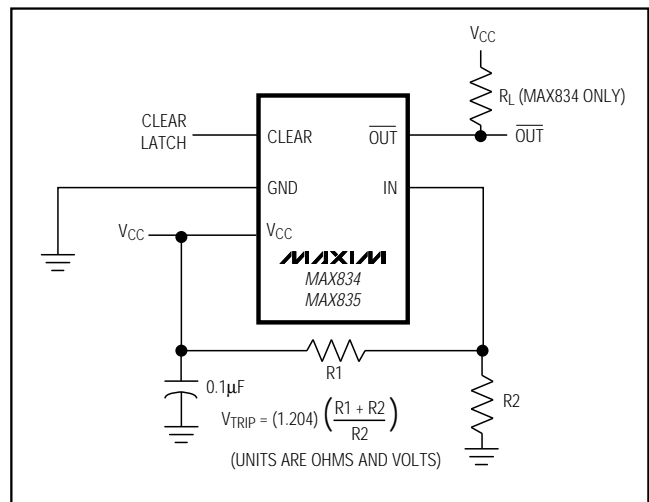 VCC
RL (MAX834 ONLY)
CLEAR
LATCH
CLEAR
OUT
OUT
GND
IN
VCC
VCC
MAXIM
MAX834
MAX835
R1
0.1µF
R2
VTRIP = (1.204) (R1 + R2 / R2)
(UNITS ARE OHMS AND VOLTS)